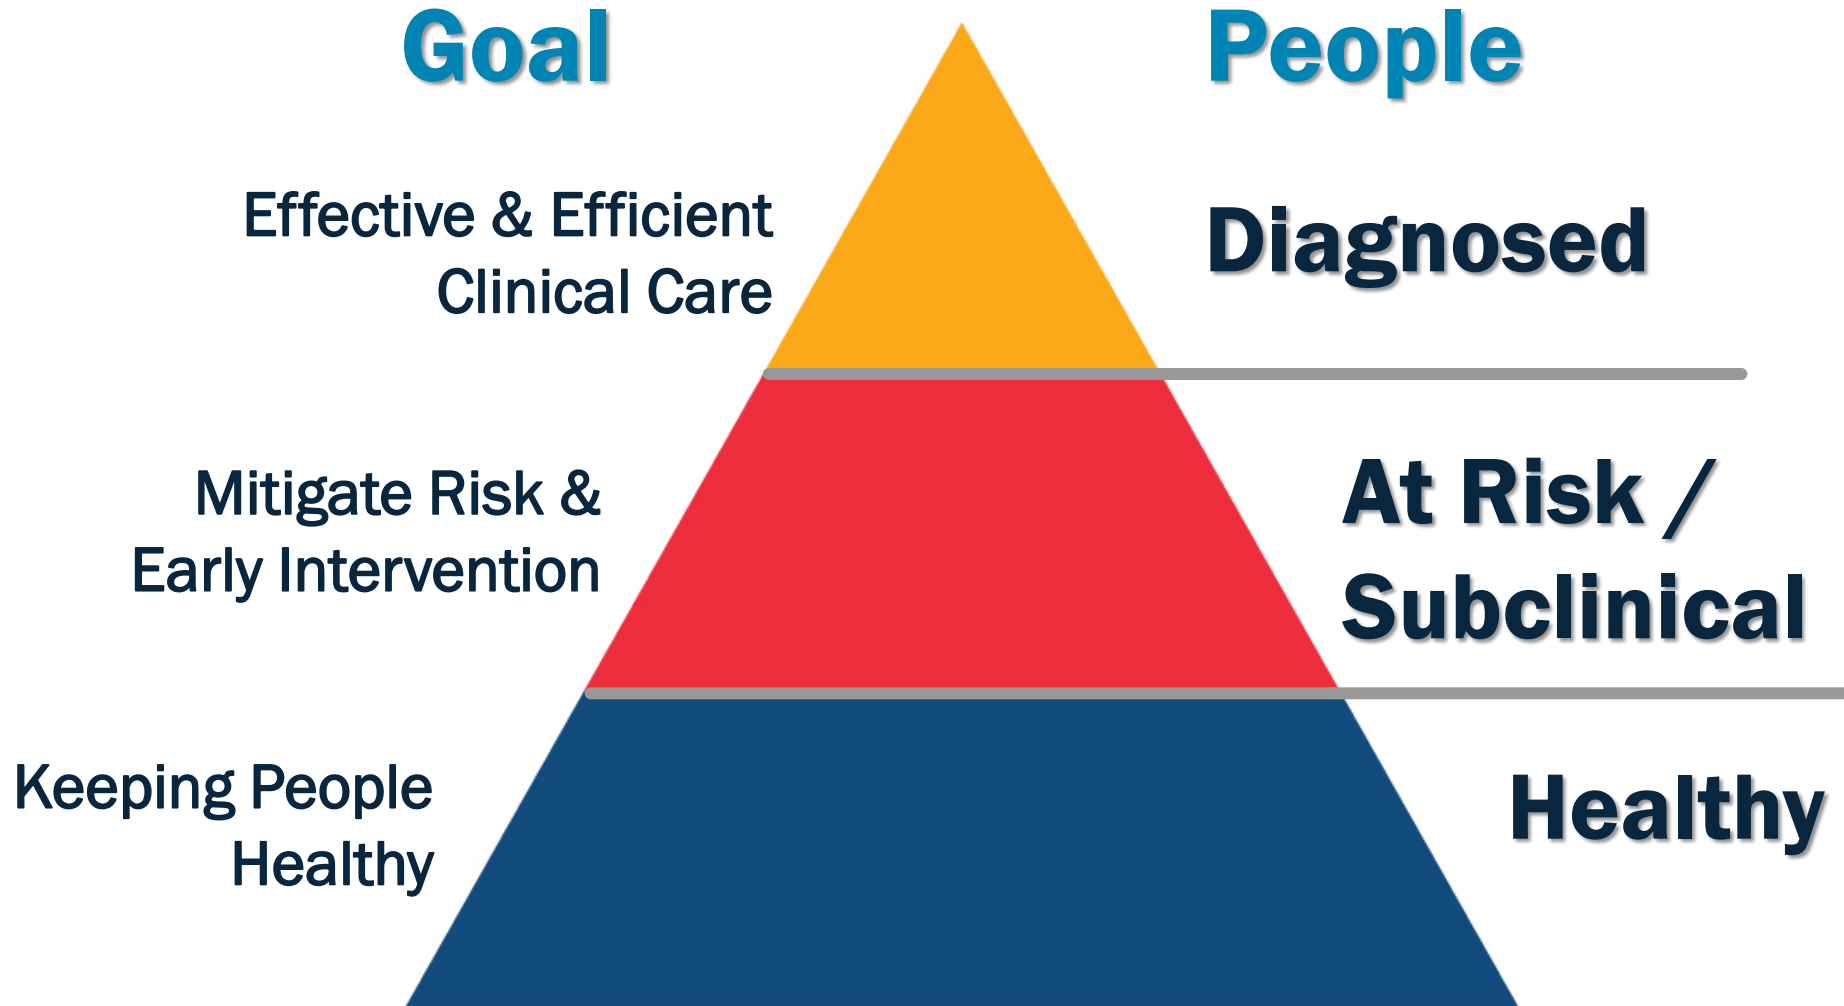 Goal
People
Effective & Efficient
Clinical Care
Diagnosed
Mitigate Risk &
Early Intervention
At Risk /
Subclinical
Keeping People
Healthy
Healthy